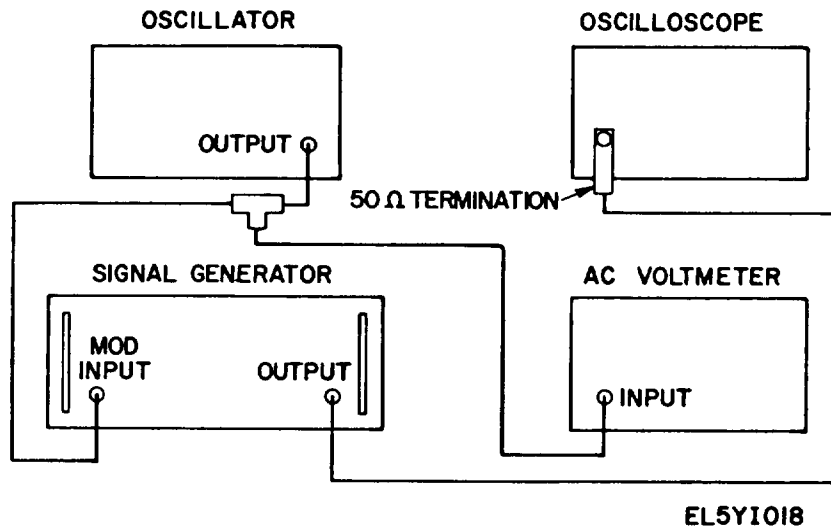 OSCILLATOR
OSCILLOSCOPE
OUTPUT
50 Ω TERMINATION
SIGNAL GENERATOR
AC VOLTMETER
MOD
INPUT
OUTPUT
INPUT
EL5YI018